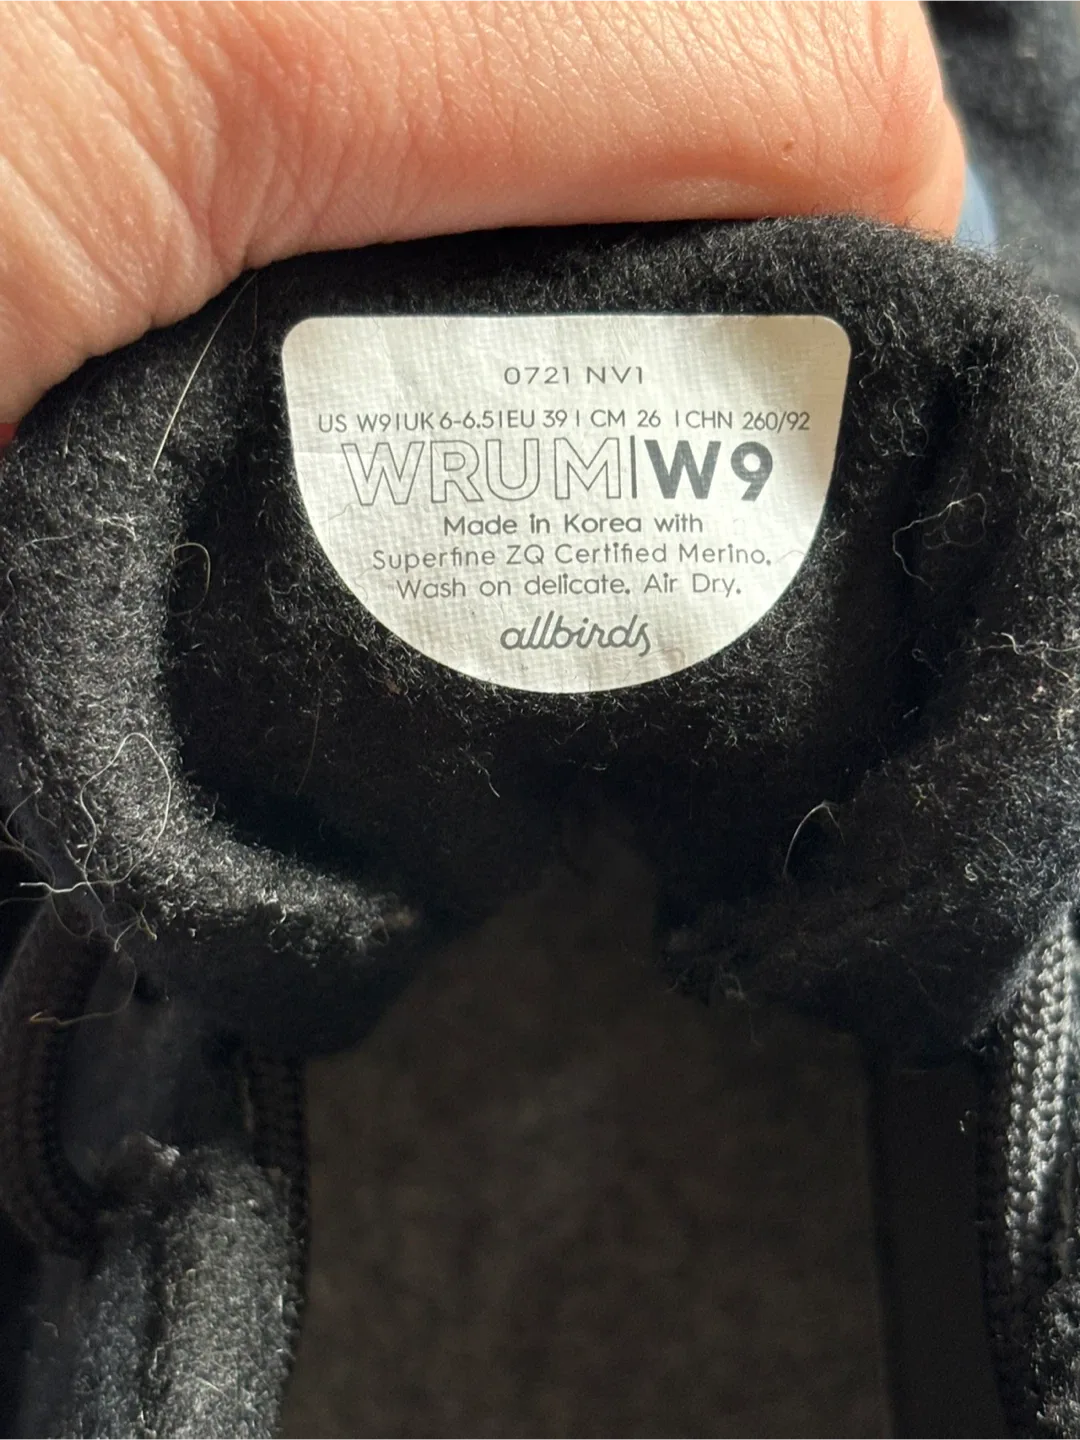 0721 NV1
US W9|UK 6-6.5|EU 39 | CM 26 | CHN 260/92
WRUM|W9
Made in Korea with
Superfine ZQ Certified Merino.
Wash on delicate. Air Dry.
allbirds